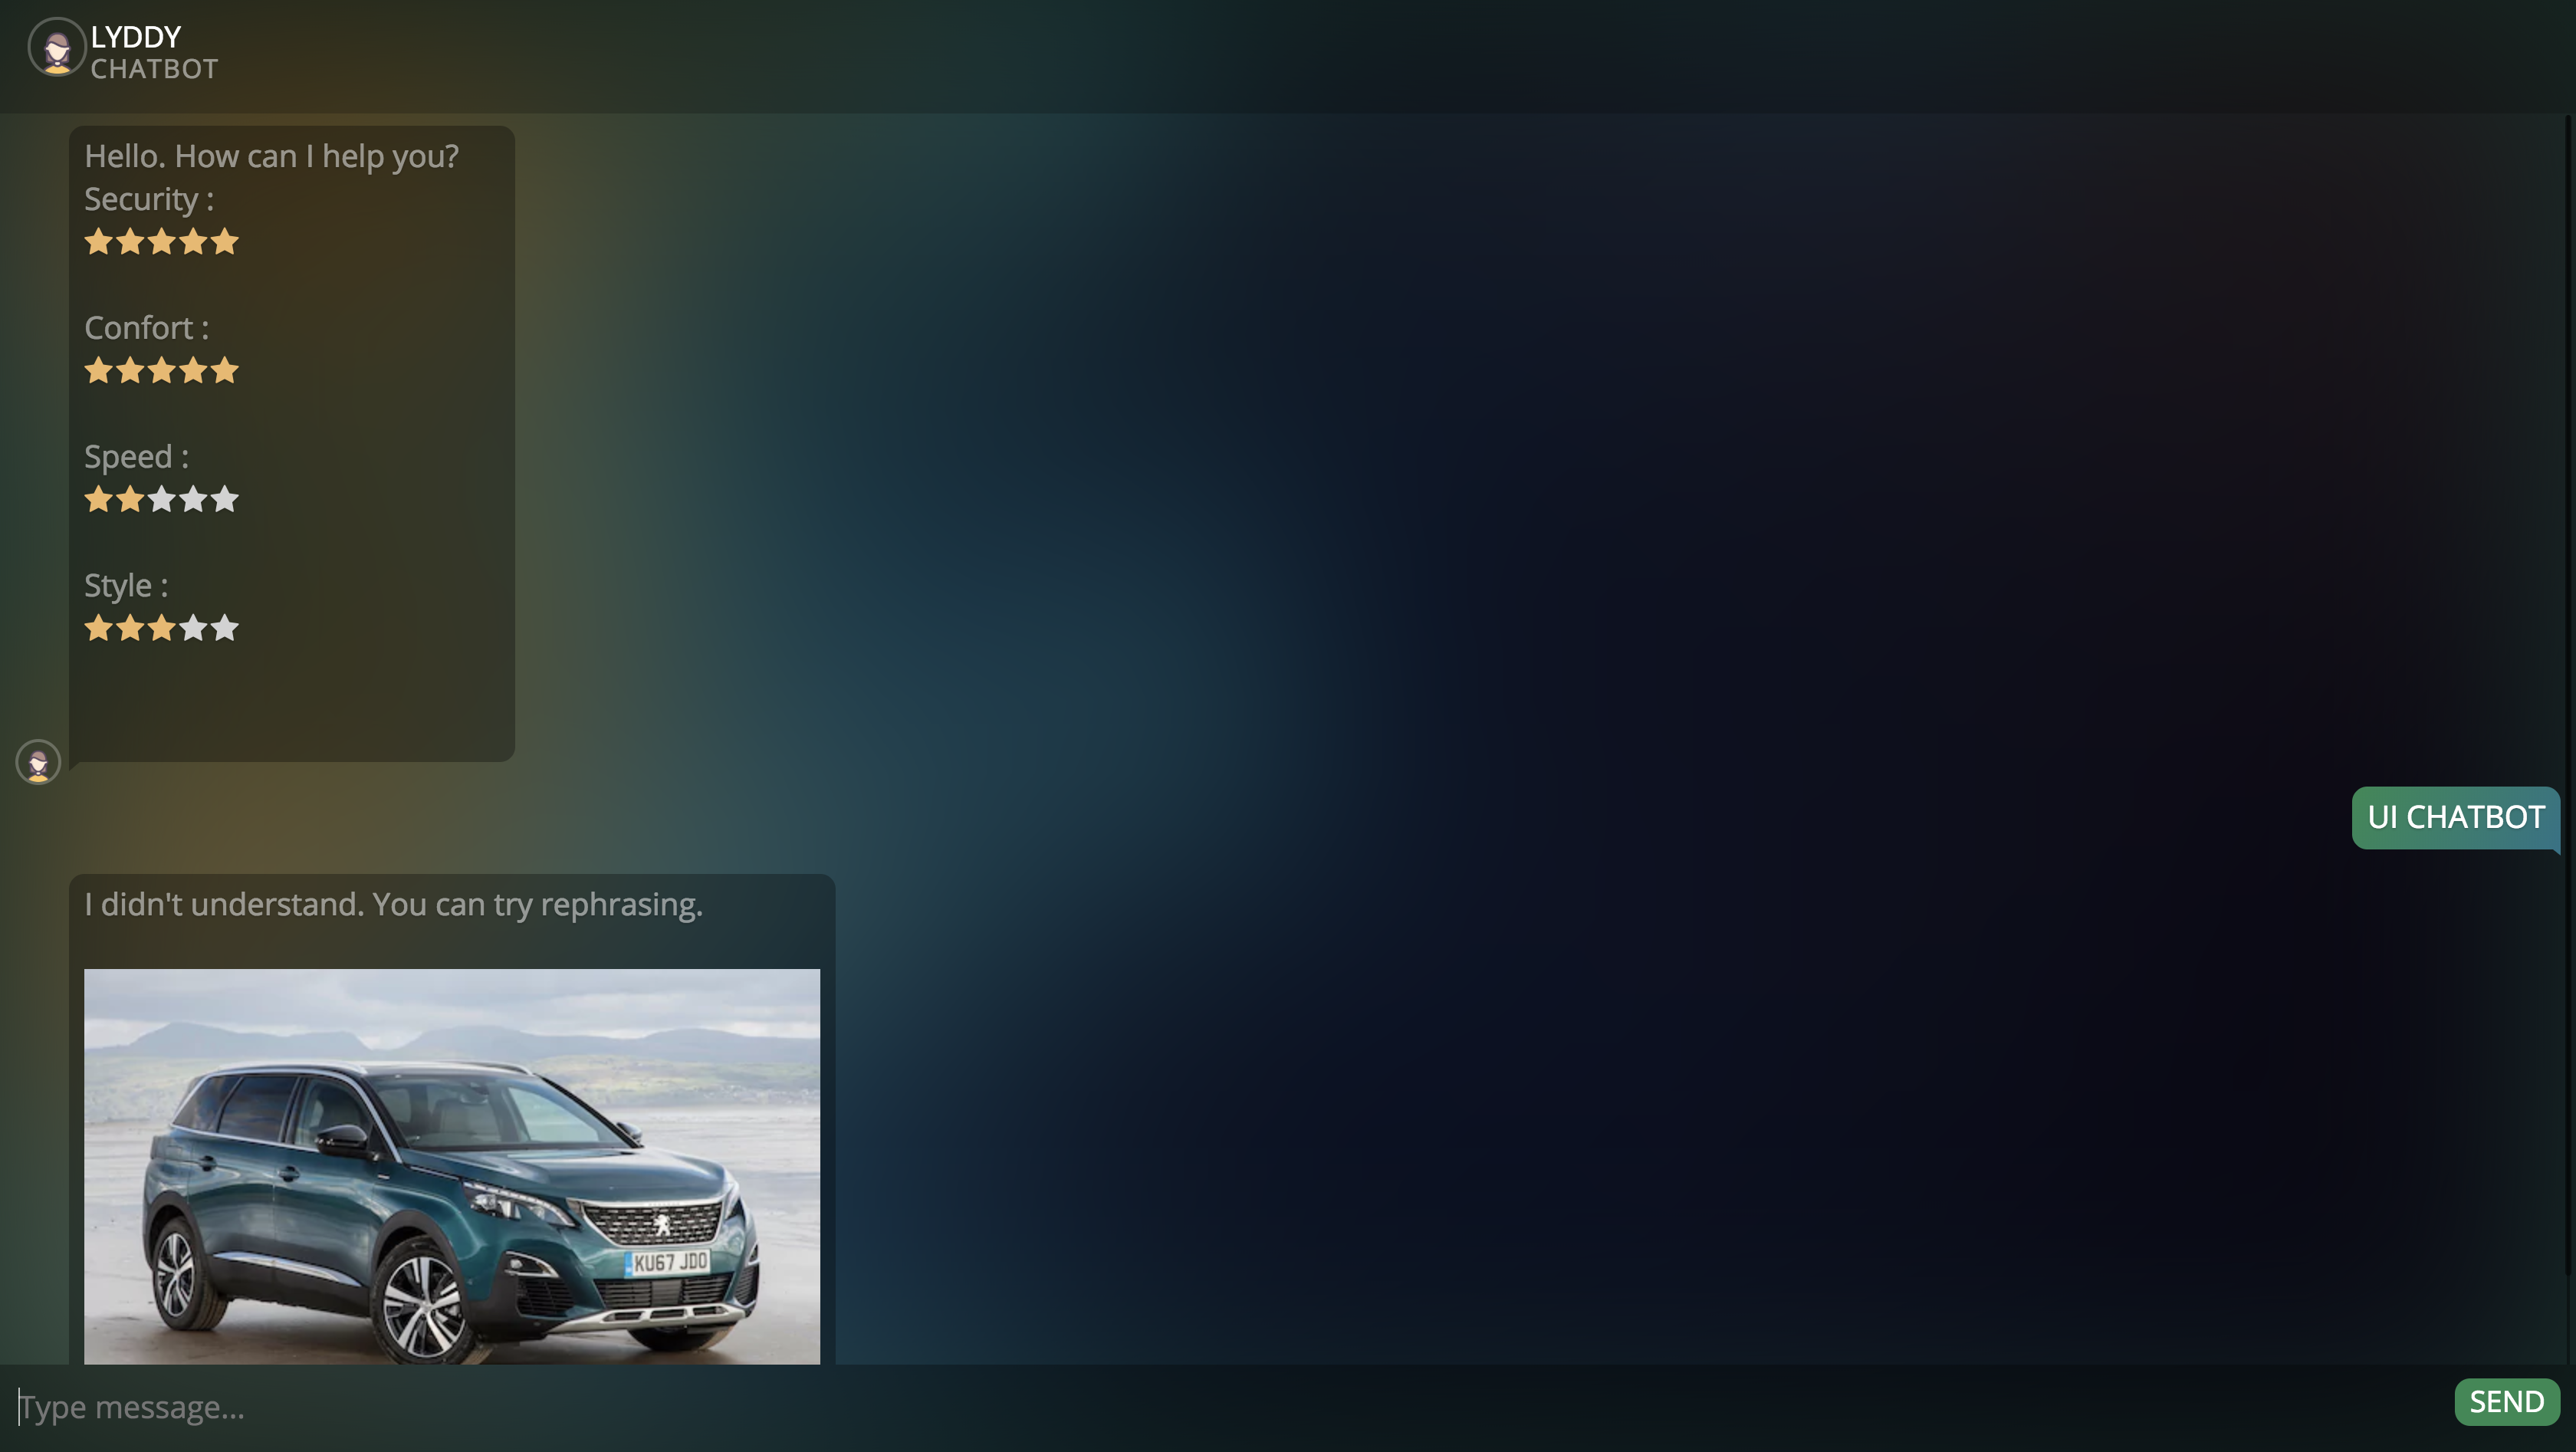 LYDDY
CHATBOT
Hello. How can I help you?
Security :
Confort :
Speed :
Style :
UI CHATBOT
I didn't understand. You can try rephrasing.
KU67 JDO
Type message...
SEND